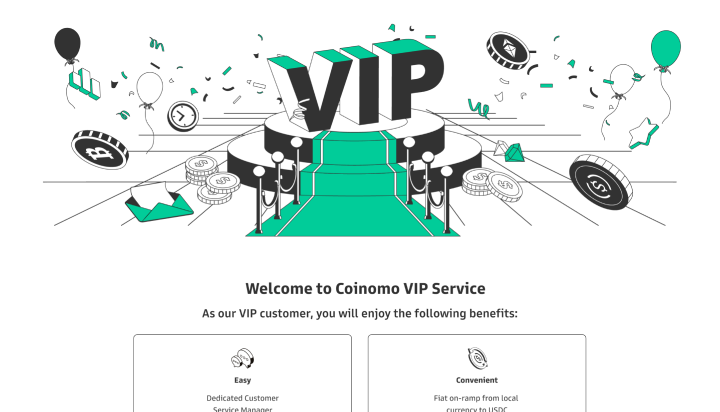 VIP
Welcome to Coinomo VIP Service
As our VIP customer, you will enjoy the following benefits:
Easy
Dedicated Customer
Service Manager
Convenient
Fiat on-ramp from local
currency to USDC